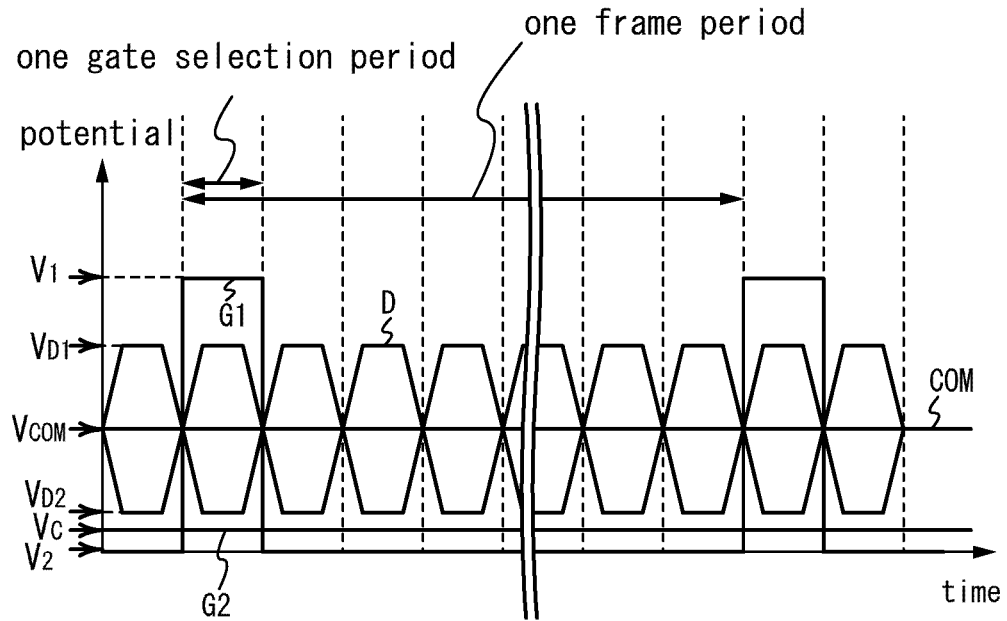 one frame period
one gate selection period
potential
V1
G1
D
VD1
COM
VCOM
VD2
VC
V2
G2
time